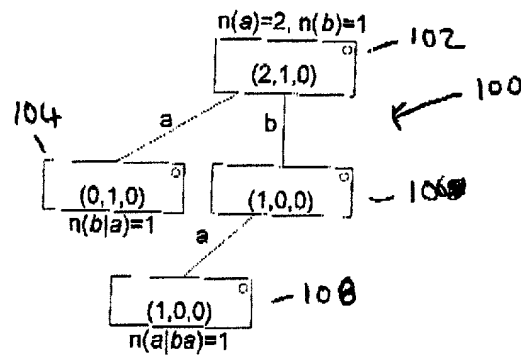 n(a)=2, n(b)=1
102
(2,1,0)
100
104
a
b
(0,1,0)
(1,0,0)
n(b|a)=1
a
(1,0,0)
108
n(a|ba)=1